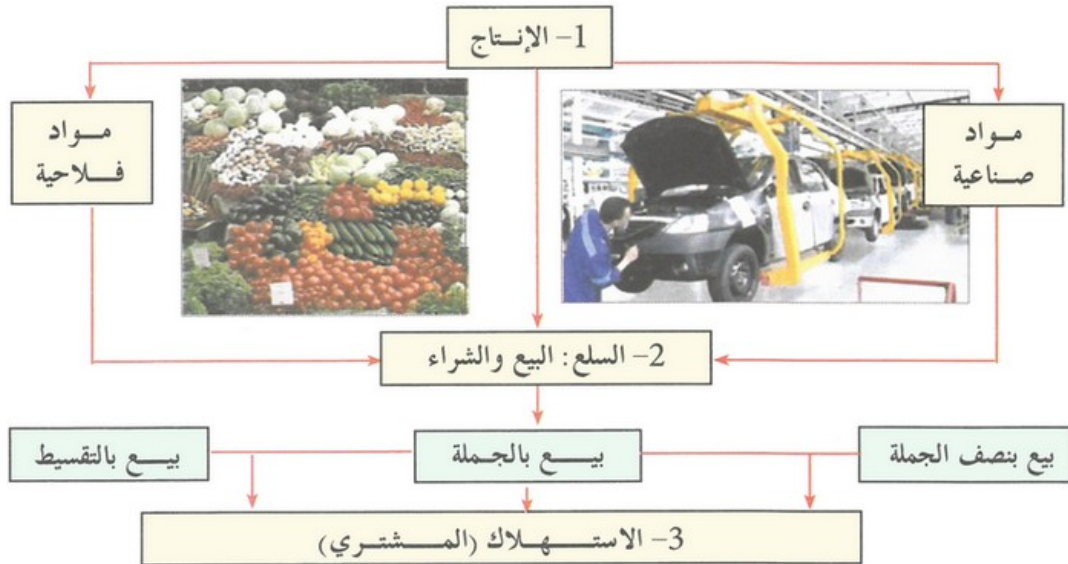 1- الإنتاج
مواد
صناعية
مواد
فلاحية
2- السلع: البيع والشراء
بيع بنصف الجملة
بيع بالجملة
بيع بالتقسيط
3- الاستهلاك (المشتري)